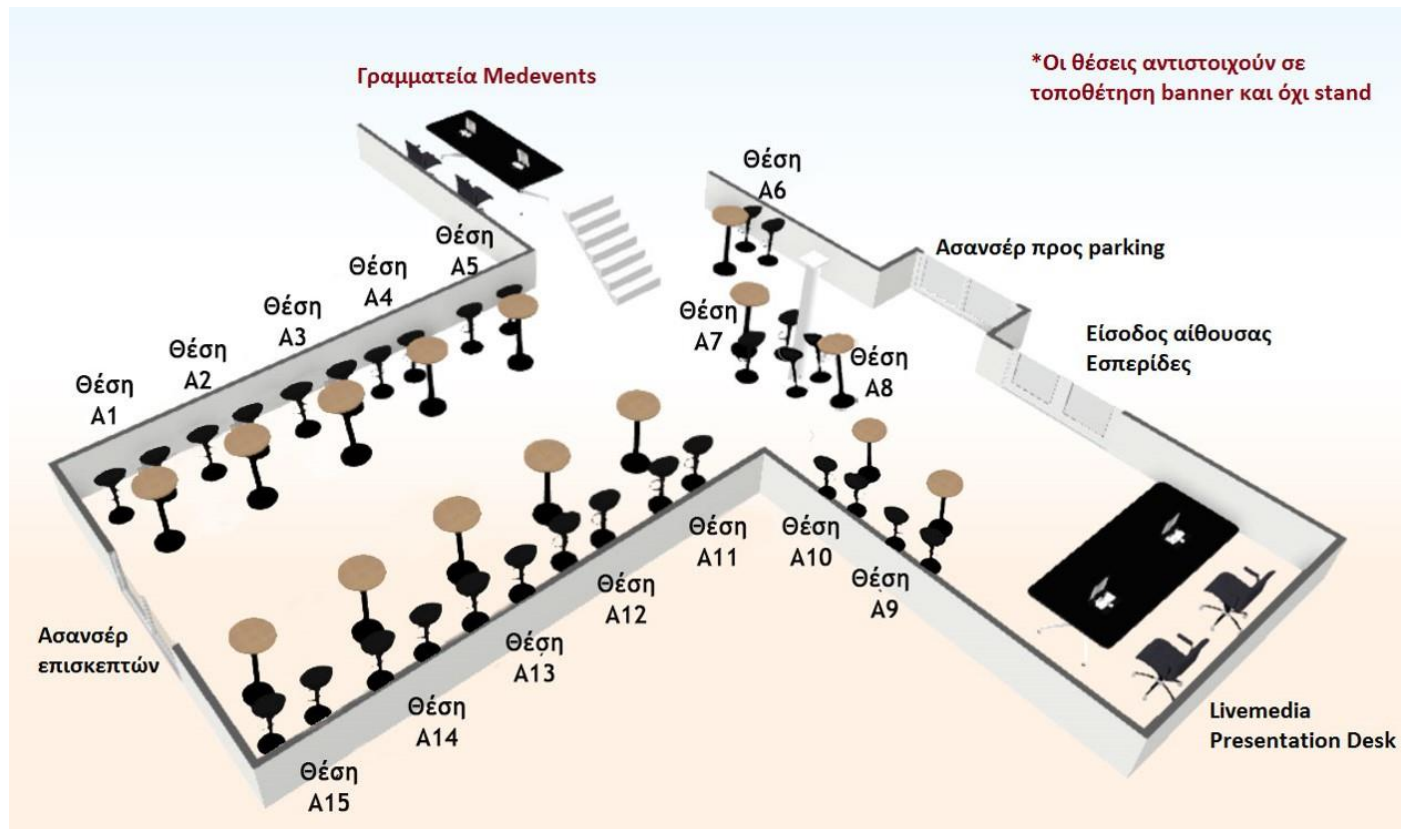 Γραμματεία Medevents
*Οι θέσεις αντιστοιχούν σε
τοποθέτηση banner και όχι stand
Θέση
A6
Θέση
A5
Ασανσέρ προς parking
Θέση
A4
Θέση
A3
Θέση
A7
Είσοδος αίθουσας
Εσπερίδες
Θέση
A2
Θέση
A8
Θέση
A1
Θέση
A11
Θέση
A10
Θέση
A9
Θέση
A12
Θέση
A13
Ασανσέρ
επισκεπτών
Θέση
A14
Θέση
A15
Livemedia
Presentation Desk